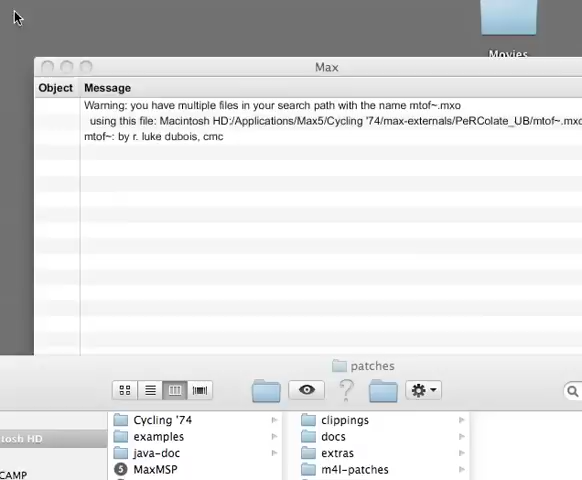 Movies
Max
Object Message
Warning: you have multiple files in your search path with the name mtof~.mxo
using this file: Macintosh HD:/Applications/Max5/Cycling '74/max-externals/PeRColate_UB/mtof~.mxo
mtof~: by r. luke dubois, cmc
patches
Cycling '74 clippings
tosh HD examples docs
java-doc extras
CAMP MaxMSP m4l-patches